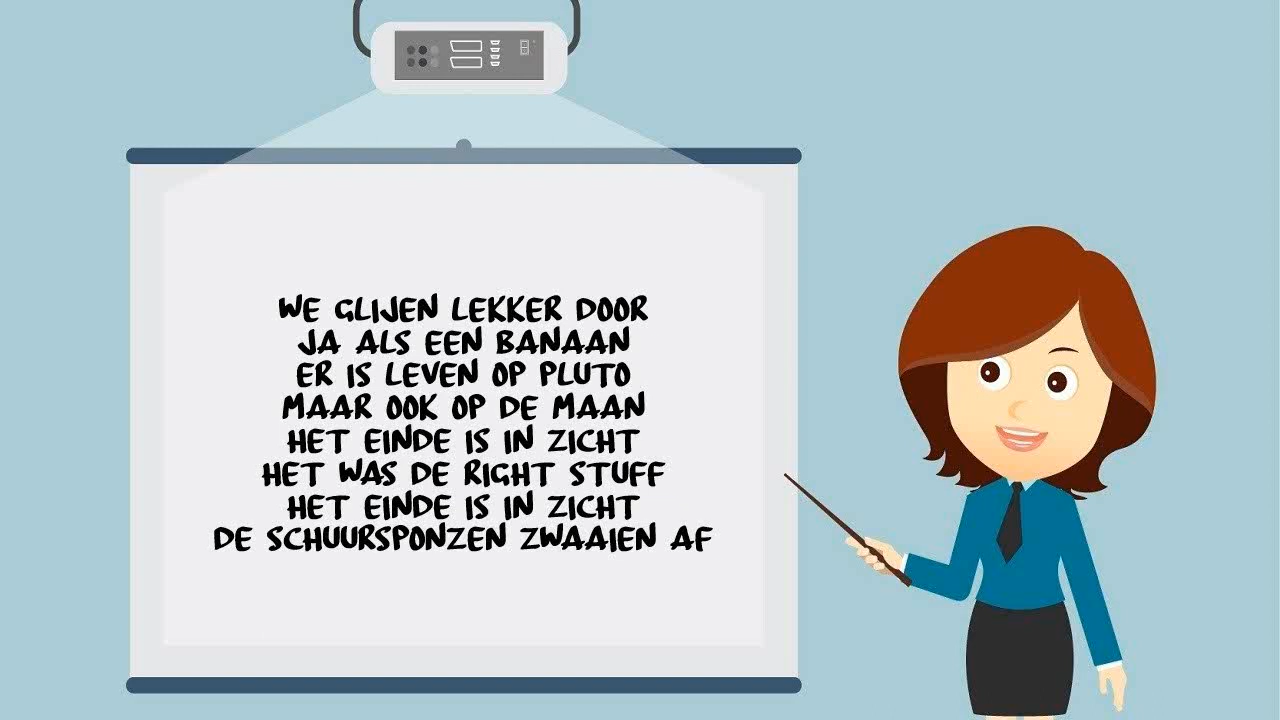 WE GLIJEN LEKKER DOOR
JA ALS EEN BANAAN
ER IS LEVEN OP PLUTO
MAAR OOK OP DE MAAN
HET EINDE IS IN ZICHT
HET WAS DE RIGHT STUFF
HET EINDE IS IN ZICHT
DE SCHUURSPONZEN ZWAAIEN AF